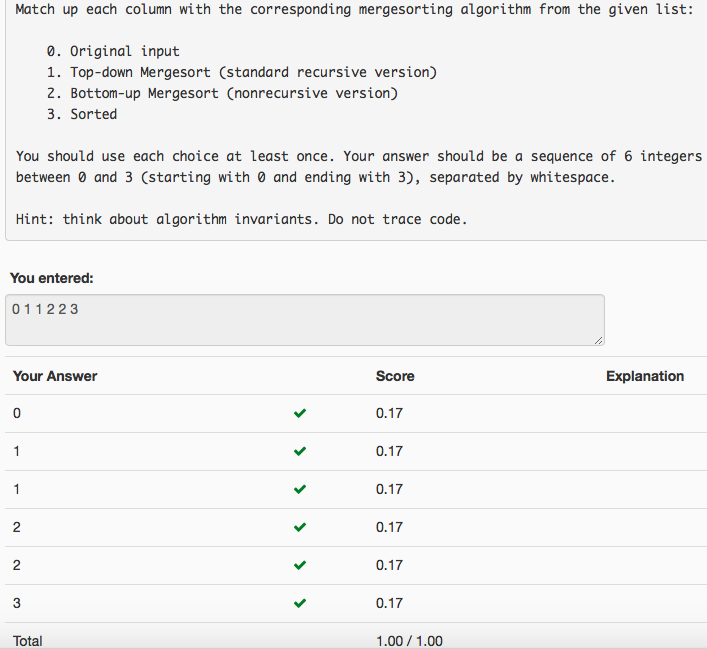 Match up each column with the corresponding mergesorting algorithm from the given list:
0. Original input
1. Top-down Mergesort (standard recursive version)
2. Bottom-up Mergesort (nonrecursive version)
3. Sorted
You should use each choice at least once. Your answer should be a sequence of 6 integers
between 0 and 3 (starting with 0 and ending with 3), separated by whitespace.
Hint: think about algorithm invariants. Do not trace code.
You entered:
0 1 1 2 2 3
Your Answer Score Explanation
0 0.17
1 0.17
1 0.17
2 0.17
2 0.17
3 0.17
Total 1.00 / 1.00